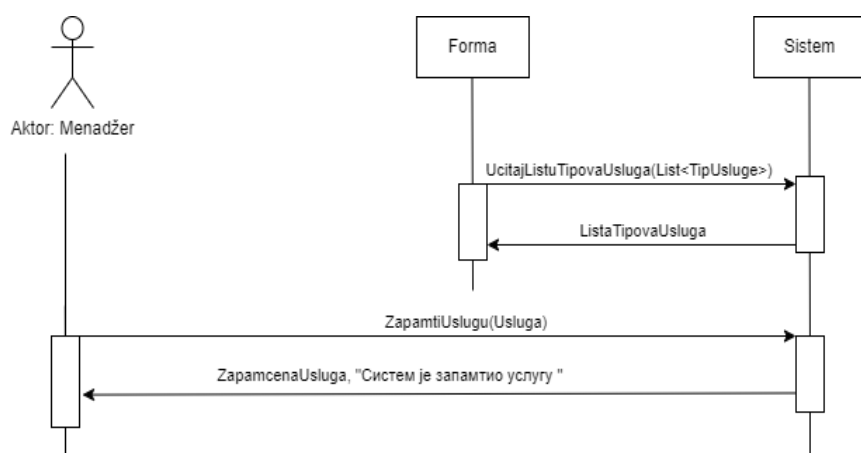 Forma
Sistem
Aktor: Menadžer
UcitajListuTipovaUsluga(List<TipUsluge>)
ListaTipovaUsluga
ZapamtiUslugu(Usluga)
ZapamcenaUsluga, "Систем је запамтио услугу "